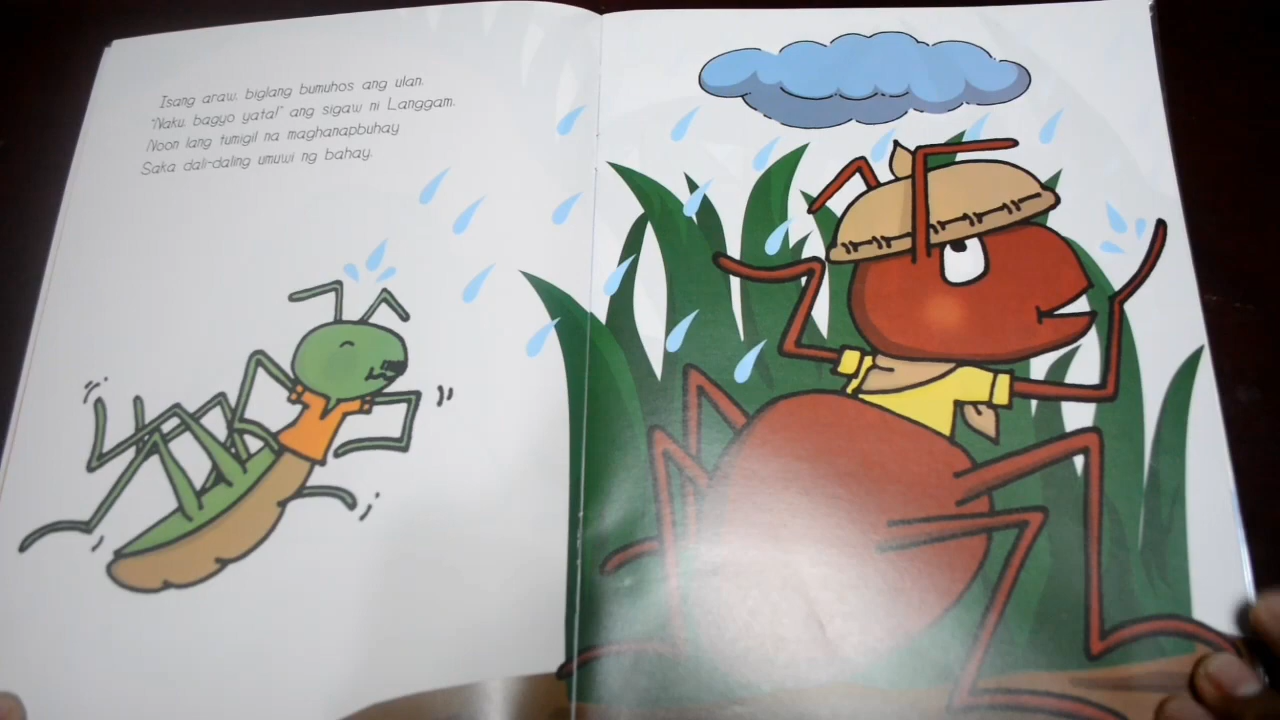 Isang araw, biglang bumuhos ang ulan.
"Naku, bagyo yata!" ang sigaw ni Langgam.
Noon lang tumigil na maghanapbuhay
Saka dali-daling umuwi ng bahay.